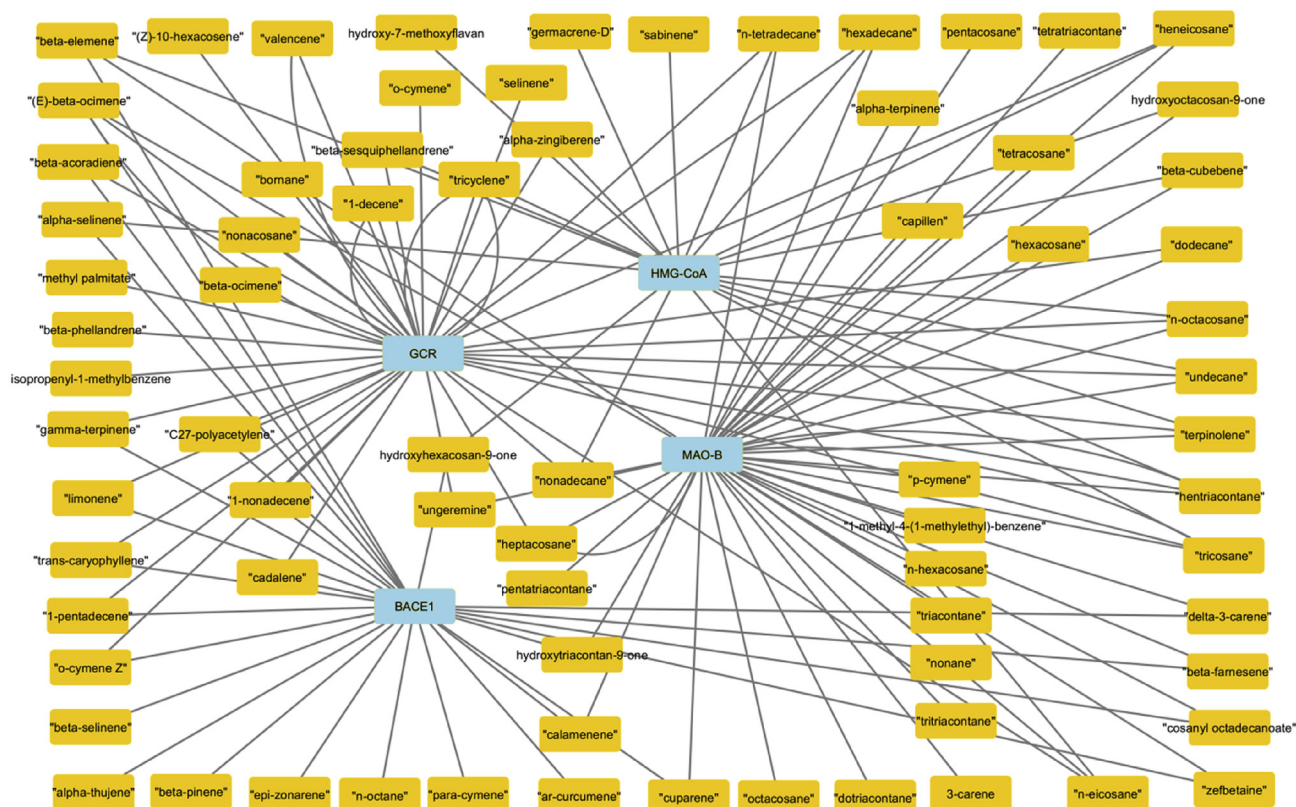 "beta-elemene"
"(Z)-10-hexacosene"
"valencene"
hydroxy-7-methoxyflavan
"germacrene-D"
"sabinene"
"n-tetradecane"
"hexadecane"
"pentacosane"
"tetratriacontane"
"heneicosane"
"(E)-beta-ocimene"
"o-cymene"
"selinene"
"alpha-terpinene"
hydroxyoctacosan-9-one
"beta-acoradiene"
"beta-sesquiphellandrene"
"alpha-zingiberene"
"tetracosane"
"beta-cubebene"
"bornane"
"tricyclene"
"1-decene"
"alpha-selinene"
"nonacosane"
"capillen"
"hexacosane"
"dodecane"
"methyl palmitate"
"beta-ocimene"
HMG-CoA
"beta-phellandrene"
GCR
"n-octacosane"
isopropenyl-1-methylbenzene
"undecane"
"gamma-terpinene"
"C27-polyacetylene"
hydroxyhexacosan-9-one
MAO-B
"terpinolene"
"limonene"
"1-nonadecene"
"ungeremine"
"nonadecane"
"p-cymene"
"hentriacontane"
"1-methyl-4-(1-methylethyl)-benzene"
"trans-caryophyllene"
"cadalene"
"heptacosane"
"n-hexacosane"
"tricosane"
"pentatriacontane"
"1-pentadecene"
BACE1
"triacontane"
"delta-3-carene"
"o-cymene Z"
hydroxytriacontan-9-one
"nonane"
"beta-farnesene"
"beta-selinene"
"calamenene"
"tritriacontane"
"cosanyl octadecanoate"
"alpha-thujene"
"beta-pinene"
"epi-zonarene"
"n-octane"
"para-cymene"
"ar-curcumene"
"cuparene"
"octacosane"
"dotriacontane"
3-carene
"n-eicosane"
"zefbetaine"